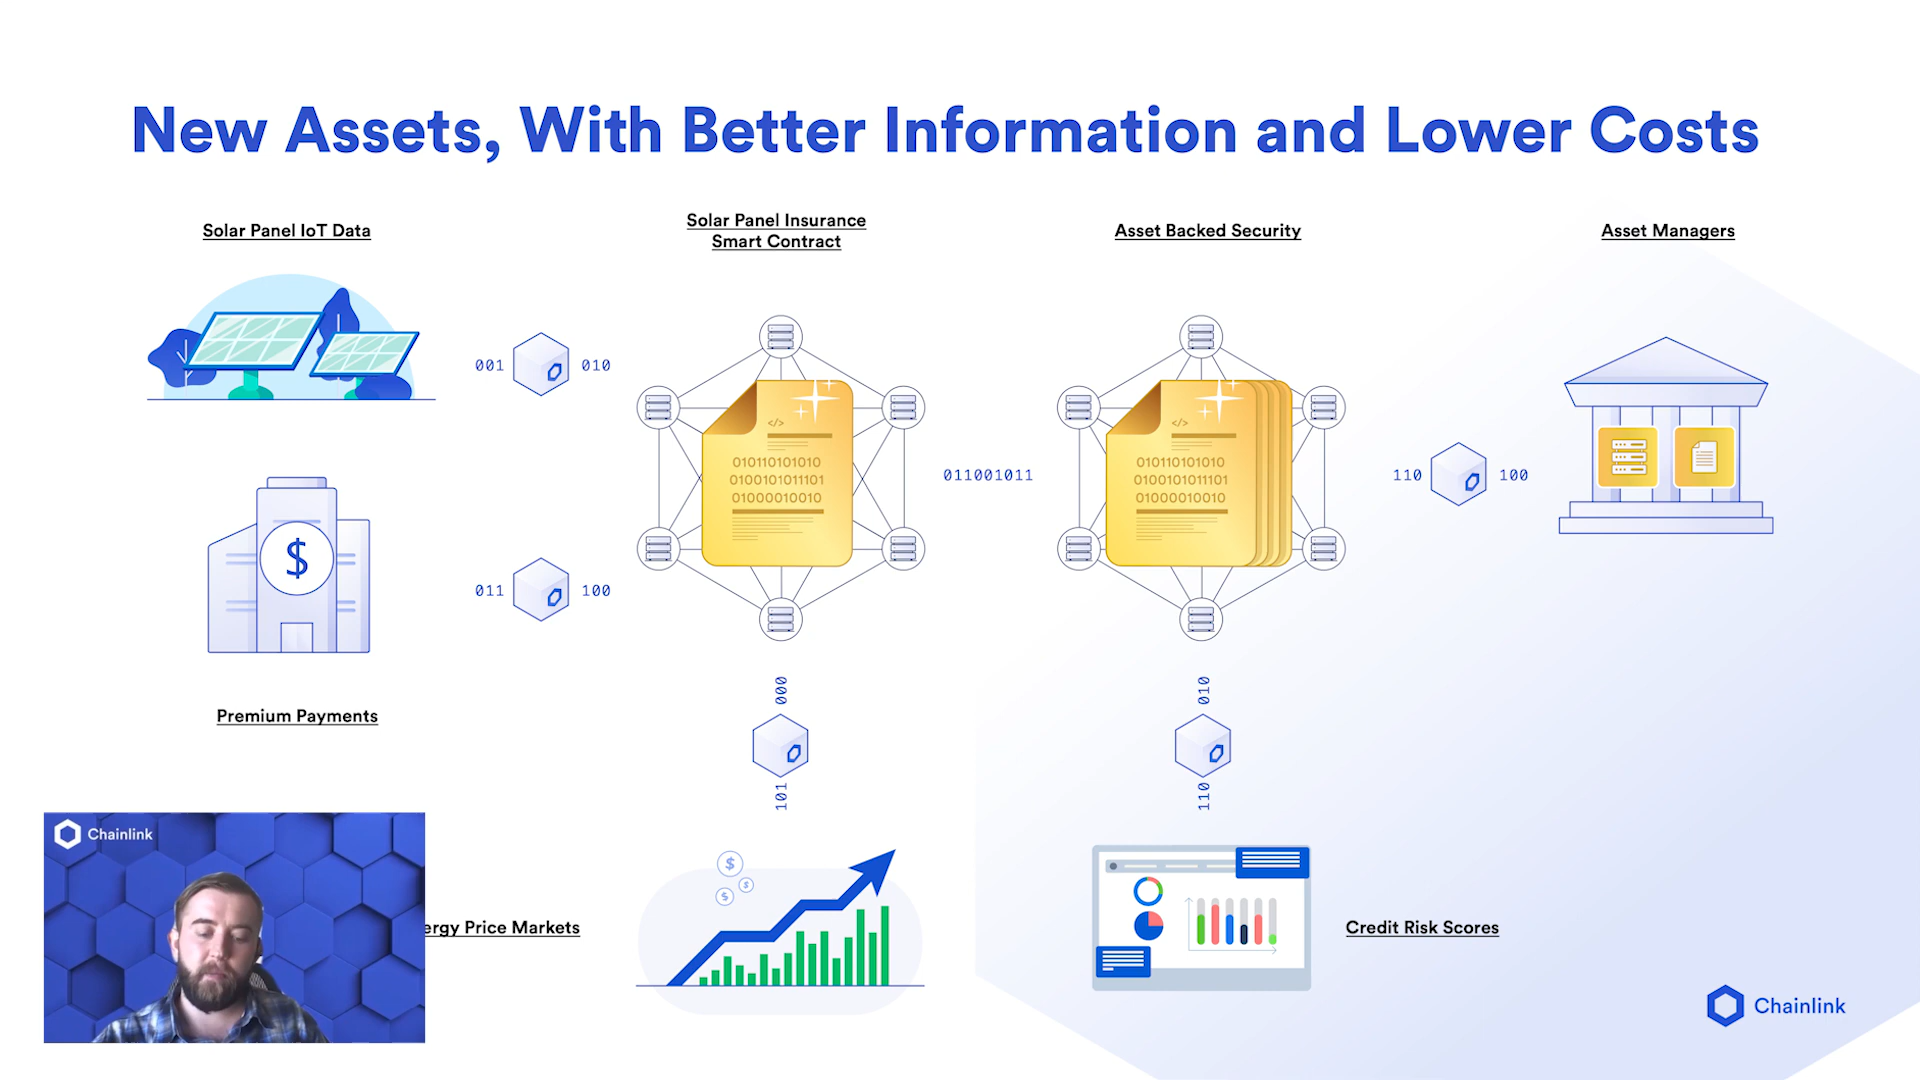 New Assets, With Better Information and Lower Costs
Solar Panel IoT Data
Solar Panel Insurance
Smart Contract
Asset Backed Security
Asset Managers
001
010
</>
010110101010
0100101011101
01000010010
011001011
</>
010110101010
0100101011101
01000010010
110
100
$
011
100
Premium Payments
000
101
010
110
Chainlink
ergy Price Markets
$
$
$
Credit Risk Scores
Chainlink